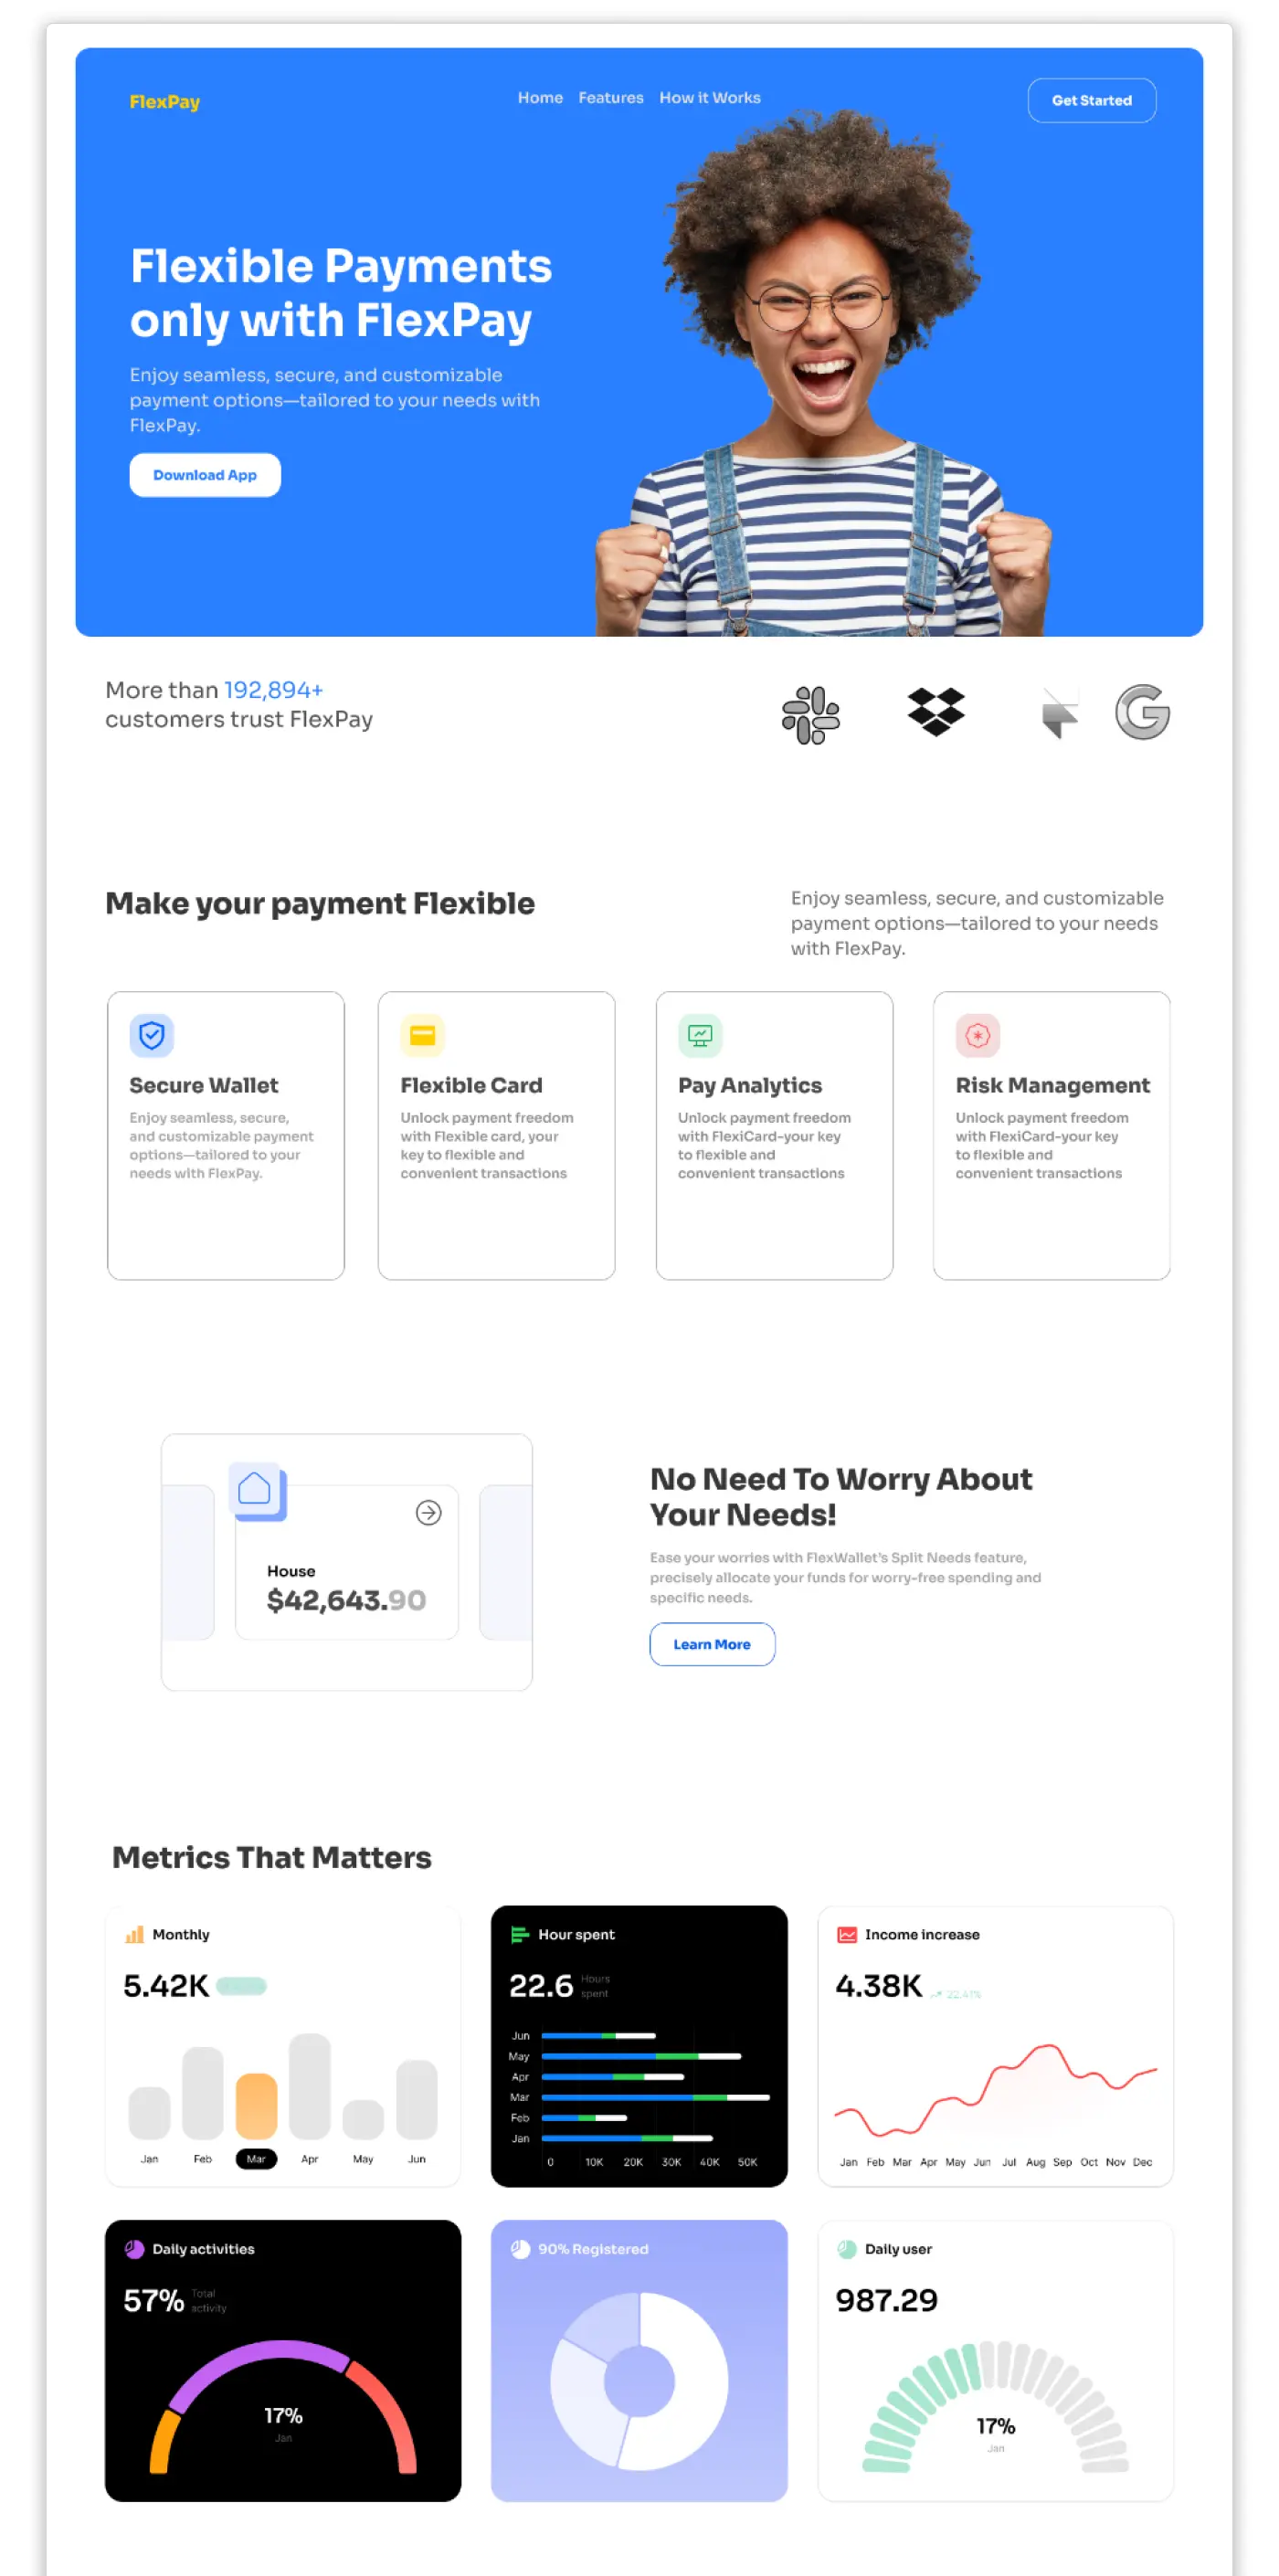 FlexPay
Home Features How it Works
Get Started
Flexible Payments
only with FlexPay
Enjoy seamless, secure, and customizable
payment options—tailored to your needs with
FlexPay.
Download App
More than 192,894+
customers trust FlexPay
Make your payment Flexible
Enjoy seamless, secure, and customizable
payment options—tailored to your needs
with FlexPay.
Secure Wallet
Enjoy seamless, secure,
and customizable payment
options—tailored to your
needs with FlexPay.
Flexible Card
Unlock payment freedom
with Flexible card, your
key to flexible and
convenient transactions
Pay Analytics
Unlock payment freedom
with FlexiCard-your key
to flexible and
convenient transactions
Risk Management
Unlock payment freedom
with FlexiCard-your key
to flexible and
convenient transactions
House
$42,643.90
No Need To Worry About
Your Needs!
Ease your worries with FlexWallet's Split Needs feature,
precisely allocate your funds for worry-free spending and
specific needs.
Learn More
Metrics That Matters
Monthly
5.42K
Jan Feb Mar Apr May Jun
Hour spent
22.6 Hours
spent
Jun
May
Apr
Mar
Feb
Jan
0 10K 20K 30K 40K 50K
Income increase
4.38K 22.41%
Jan Feb Mar Apr May Jun Jul Aug Sep Oct Nov Dec
Daily activities
57% Total
activity
17%
Jan
90% Registered
Daily user
987.29
17%
Jan